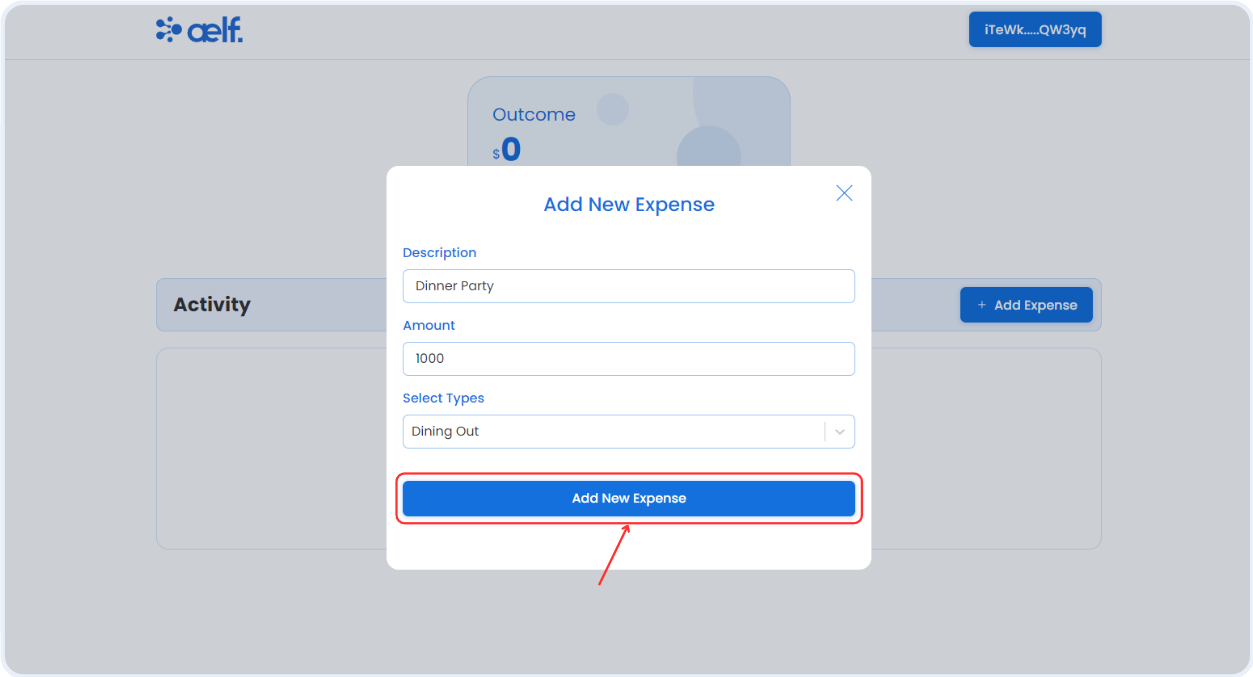 aelf.
iTeWk.....QW3yq
Outcome
$0
Add New Expense
Description
Dinner Party
Amount
1000
Select Types
Dining Out
Add New Expense
Activity
+ Add Expense